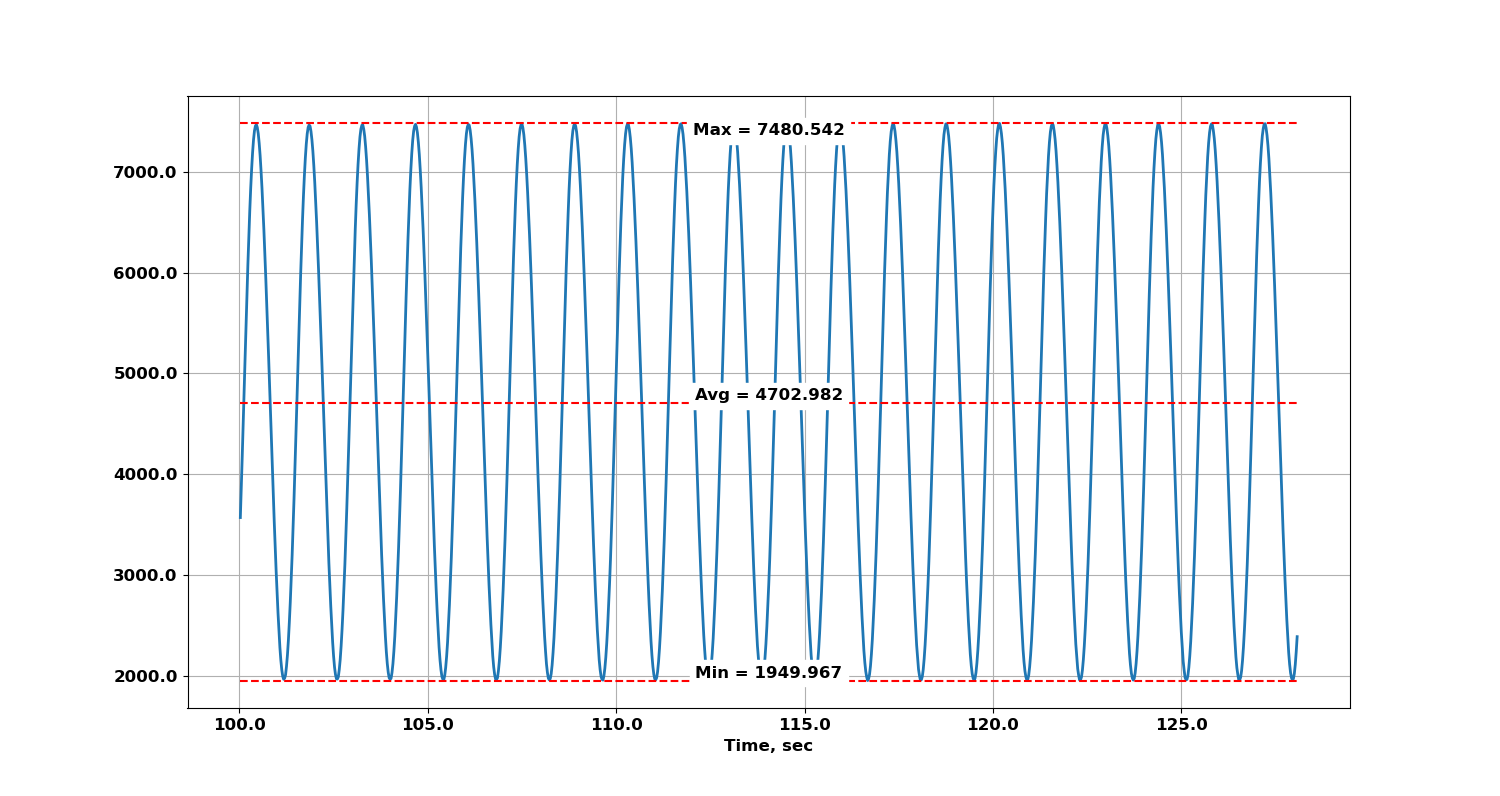 Max = 7480.542
7000.0
6000.0
5000.0
Avg = 4702.982
4000.0
3000.0
Min = 1949.967
2000.0
100.0 105.0 110.0 115.0 120.0 125.0
Time, sec